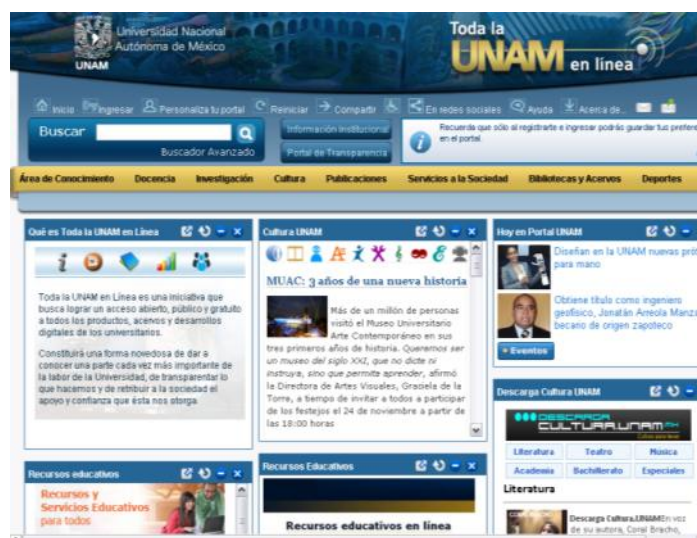 Universidad Nacional
Autónoma de México
UNAM
Toda la
UNAM en línea
Inicio Ingresar Personaliza tu portal Reiniciar Compartir En redes sociales Ayuda Acerca de..
Buscar
Buscador Avanzado
Información Institucional
Portal de Transparencia
Recuerda que sólo al registrarte e ingresar podrás guardar tus prefere
en el portal.
Área de Conocimiento Docencia Investigación Cultura Publicaciones Servicios a la Sociedad Bibliotecas y Acervos Deportes
Qué es Toda la UNAM en Línea
Toda la UNAM en Línea es una iniciativa que
busca lograr un acceso abierto, público y gratuito
a todos los productos, acervos y desarrollos
digitales de los universitarios.
Constituirá una forma novedosa de dar a
conocer una parte cada vez más importante de
la labor de la Universidad, de transparentar lo
que hacemos y de retribuir a la sociedad el
apoyo y confianza que ésta nos otorga.
Cultura UNAM
MUAC: 3 años de una nueva historia
Más de un millón de personas
visitó el Museo Universitario
Arte Contemporáneo en sus
tres primeros años de historia. Queremos ser
un museo del siglo XXI, que no dicte ni
instruya, sino que permita aprender, afirmó
la Directora de Artes Visuales, Graciela de la
Torre, a tiempo de invitar a todos a participar
de los festejos el 24 de noviembre a partir de
las 18:00 horas
Hoy en Portal UNAM
Diseñan en la UNAM nuevas prót
para mano
Obtiene título como ingeniero
geofísico, Jonatán Arreola Manza
becario de origen zapoteco
Eventos
Descarga Cultura UNAM
DESCARGA
CULTURA.UNAM.MX
Literatura Teatro Música
Academia Bachillerato Especiales
Literatura
Descarga Cultura.UNAM En voz
de su autora, Coral Bracho,
Recursos educativos
Recursos y
Servicios Educativos
para todos
Recursos Educativos
Recursos educativos en línea